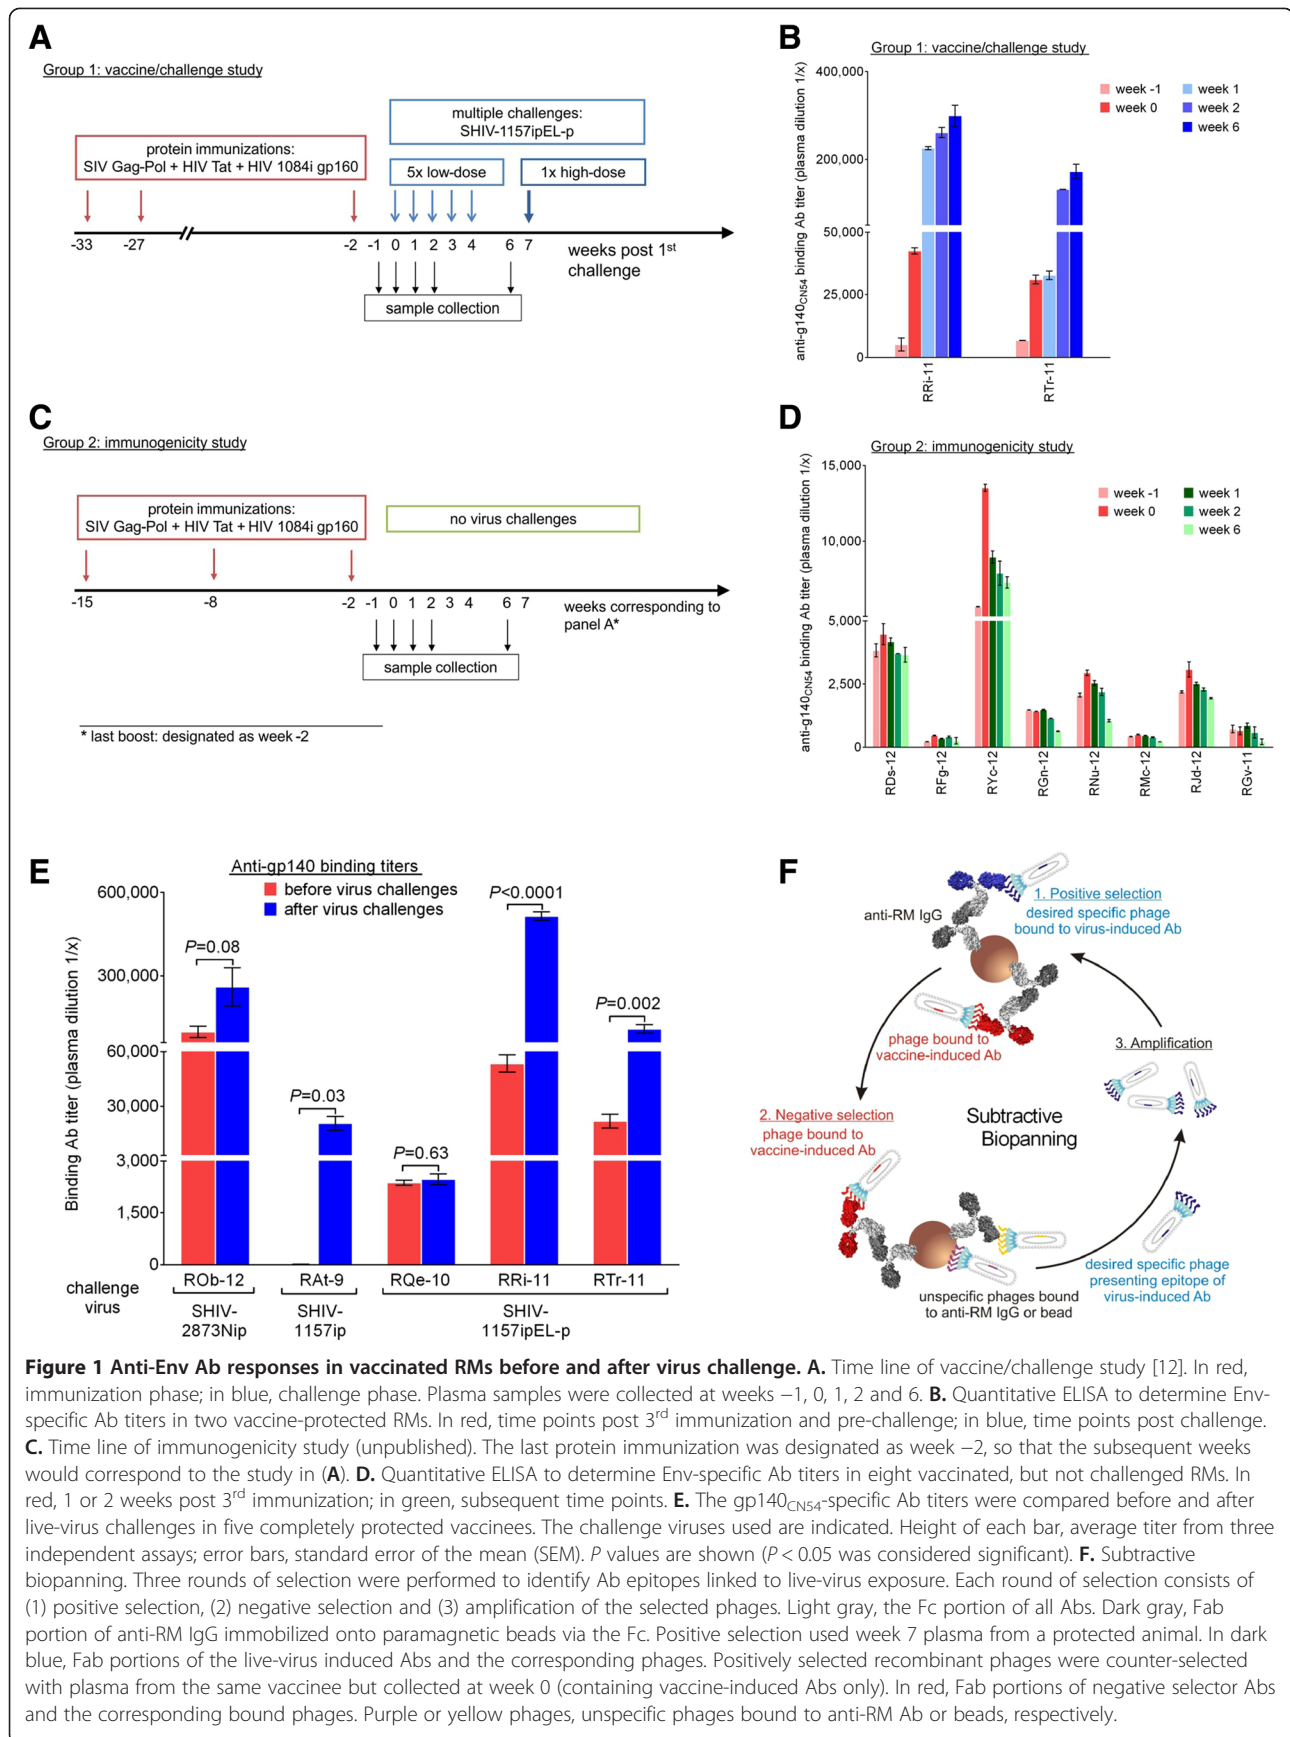 A
Group 1: vaccine/challenge study
multiple challenges:
SHIV-1157ipEL-p
protein immunizations:
SIV Gag-Pol + HIV Tat + HIV 1084i gp160
5x low-dose
1x high-dose
-33 -27 -2 -1 0 1 2 3 4 6 7
weeks post 1st
challenge
sample collection
B
Group 1: vaccine/challenge study
anti-g140CN54 binding Ab titer (plasma dilution 1/x)
400,000
200,000
50,000
25,000
0
week -1
week 0
week 1
week 2
week 6
RRi-11
RTr-11
C
Group 2: immunogenicity study
protein immunizations:
SIV Gag-Pol + HIV Tat + HIV 1084i gp160
no virus challenges
-15 -8 -2 -1 0 1 2 3 4 6 7
weeks corresponding to
panel A*
sample collection
* last boost: designated as week -2
D
Group 2: immunogenicity study
anti-g140CN54 binding Ab titer (plasma dilution 1/x)
15,000
10,000
5,000
2,500
0
week -1
week 0
week 1
week 2
week 6
RDs-12
RFg-12
RYc-12
RGn-12
RNu-12
RMc-12
RJd-12
RGv-11
E
Anti-gp140 binding titers
before virus challenges
after virus challenges
Binding Ab titer (plasma dilution 1/x)
600,000
300,000
60,000
30,000
3,000
1,500
0
P=0.08
P=0.03
P=0.63
P<0.0001
P=0.002
ROb-12 RAt-9 RQe-10 RRi-11 RTr-11
challenge
virus
SHIV-
2873Nip
SHIV-
1157ip
SHIV-
1157ipEL-p
F
anti-RM IgG
1. Positive selection
desired specific phage
bound to virus-induced Ab
phage bound to
vaccine-induced Ab
3. Amplification
2. Negative selection
phage bound to
vaccine-induced Ab
Subtractive
Biopanning
unspecific phages bound
to anti-RM IgG or bead
desired specific phage
presenting epitope of
virus-induced Ab
Figure 1 Anti-Env Ab responses in vaccinated RMs before and after virus challenge. A. Time line of vaccine/challenge study [12]. In red,
immunization phase; in blue, challenge phase. Plasma samples were collected at weeks −1, 0, 1, 2 and 6. B. Quantitative ELISA to determine Env-
specific Ab titers in two vaccine-protected RMs. In red, time points post 3rd immunization and pre-challenge; in blue, time points post challenge.
C. Time line of immunogenicity study (unpublished). The last protein immunization was designated as week −2, so that the subsequent weeks
would correspond to the study in (A). D. Quantitative ELISA to determine Env-specific Ab titers in eight vaccinated, but not challenged RMs. In
red, 1 or 2 weeks post 3rd immunization; in green, subsequent time points. E. The gp140CN54-specific Ab titers were compared before and after
live-virus challenges in five completely protected vaccinees. The challenge viruses used are indicated. Height of each bar, average titer from three
independent assays; error bars, standard error of the mean (SEM). P values are shown (P < 0.05 was considered significant). F. Subtractive
biopanning. Three rounds of selection were performed to identify Ab epitopes linked to live-virus exposure. Each round of selection consists of
(1) positive selection, (2) negative selection and (3) amplification of the selected phages. Light gray, the Fc portion of all Abs. Dark gray, Fab
portion of anti-RM IgG immobilized onto paramagnetic beads via the Fc. Positive selection used week 7 plasma from a protected animal. In dark
blue, Fab portions of the live-virus induced Abs and the corresponding phages. Positively selected recombinant phages were counter-selected
with plasma from the same vaccinee but collected at week 0 (containing vaccine-induced Abs only). In red, Fab portions of negative selector Abs
and the corresponding bound phages. Purple or yellow phages, unspecific phages bound to anti-RM Ab or beads, respectively.